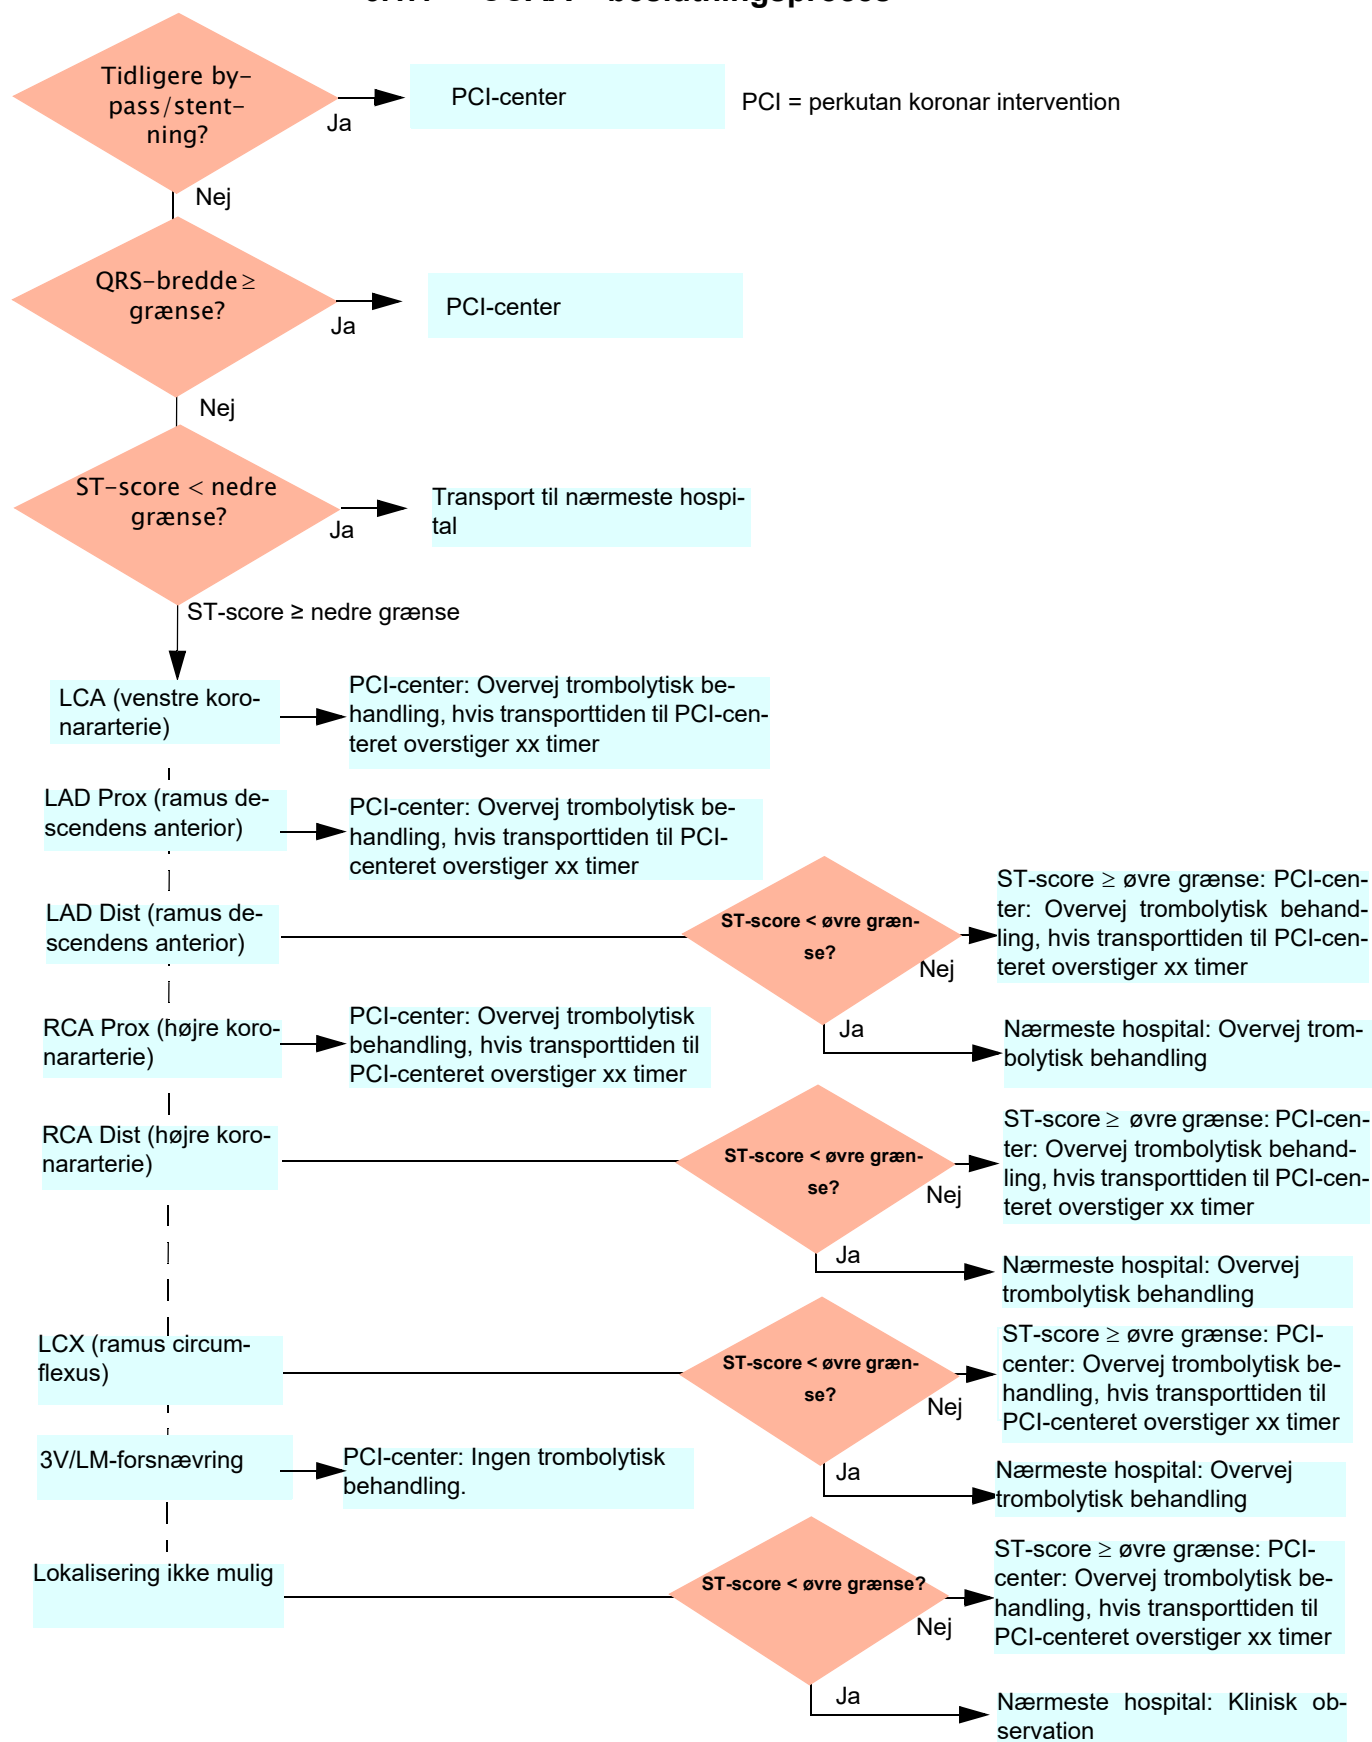 Tidligere by-
pass/stent-
ning?
Ja
PCI-center
PCI = perkutan koronar intervention
Nej
QRS-bredde ≥
grænse?
Ja
PCI-center
Nej
ST-score < nedre
grænse?
Ja
Transport til nærmeste hospi-
tal
ST-score ≥ nedre grænse
LCA (venstre koro-
nararterie)
PCI-center: Overvej trombolytisk be-
handling, hvis transporttiden til PCI-cen-
teret overstiger xx timer
LAD Prox (ramus de-
scendens anterior)
PCI-center: Overvej trombolytisk be-
handling, hvis transporttiden til PCI-
centeret overstiger xx timer
LAD Dist (ramus de-
scendens anterior)
ST-score < øvre græn-
se?
Nej
ST-score ≥ øvre grænse: PCI-cen-
ter: Overvej trombolytisk behand-
ling, hvis transporttiden til PCI-cen-
teret overstiger xx timer
Ja
Nærmeste hospital: Overvej trom-
bolytisk behandling
RCA Prox (højre koro-
nararterie)
PCI-center: Overvej trombolytisk
behandling, hvis transporttiden til
PCI-centeret overstiger xx timer
RCA Dist (højre koro-
nararterie)
ST-score < øvre græn-
se?
Nej
ST-score ≥ øvre grænse: PCI-cen-
ter: Overvej trombolytisk behand-
ling, hvis transporttiden til PCI-cen-
teret overstiger xx timer
Ja
Nærmeste hospital: Overvej
trombolytisk behandling
LCX (ramus circum-
flexus)
ST-score < øvre græn-
se?
Nej
ST-score ≥ øvre grænse: PCI-
center: Overvej trombolytisk be-
handling, hvis transporttiden til
PCI-centeret overstiger xx timer
Ja
Nærmeste hospital: Overvej
trombolytisk behandling
3V/LM-forsnævring
PCI-center: Ingen trombolytisk
behandling.
Lokalisering ikke mulig
ST-score < øvre grænse?
Nej
ST-score ≥ øvre grænse: PCI-
center: Overvej trombolytisk be-
handling, hvis transporttiden til
PCI-centeret overstiger xx timer
Ja
Nærmeste hospital: Klinisk ob-
servation